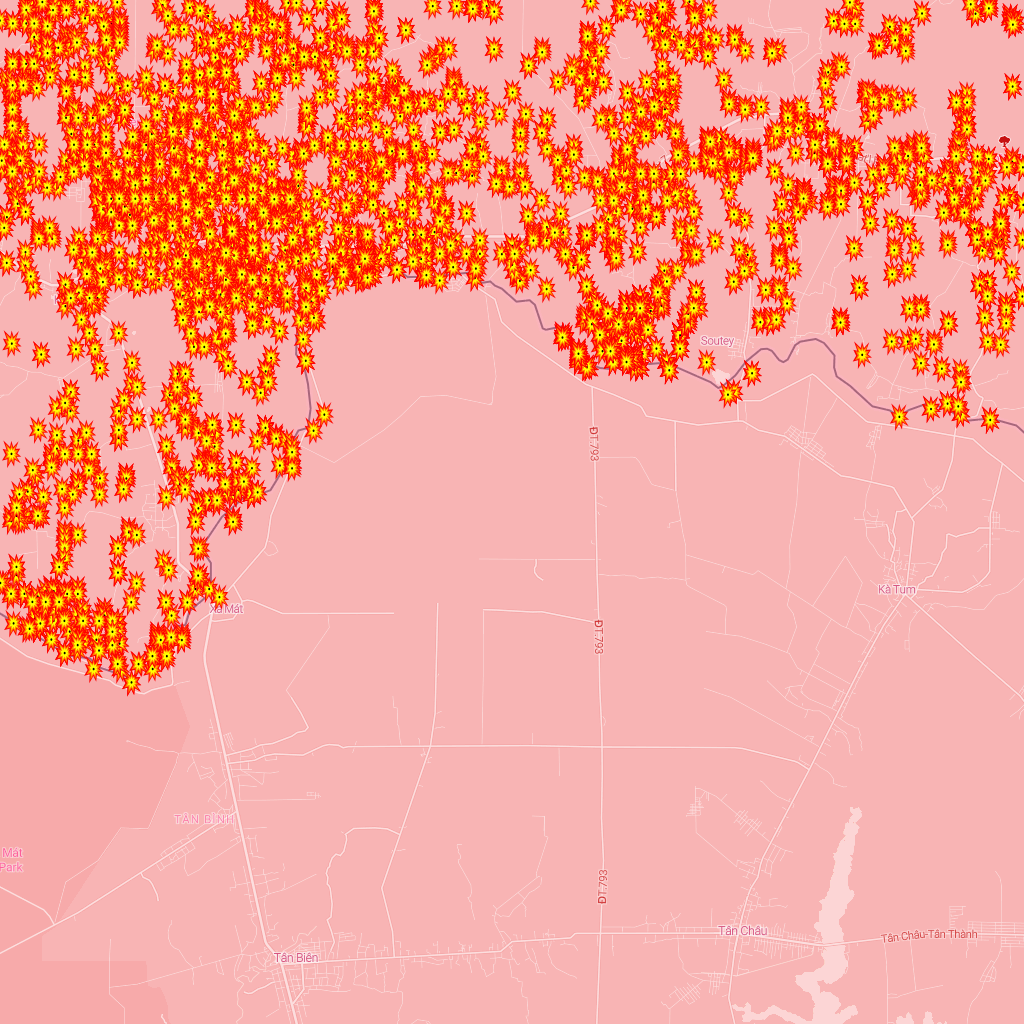 Soutey
ĐT.793
Kà Tum
Xa Mát
ĐT.793
TÂN BÌNH
Mát
Park
ĐT.793
Tân Châu
Tân Châu-Tân Thành
Tân Biên